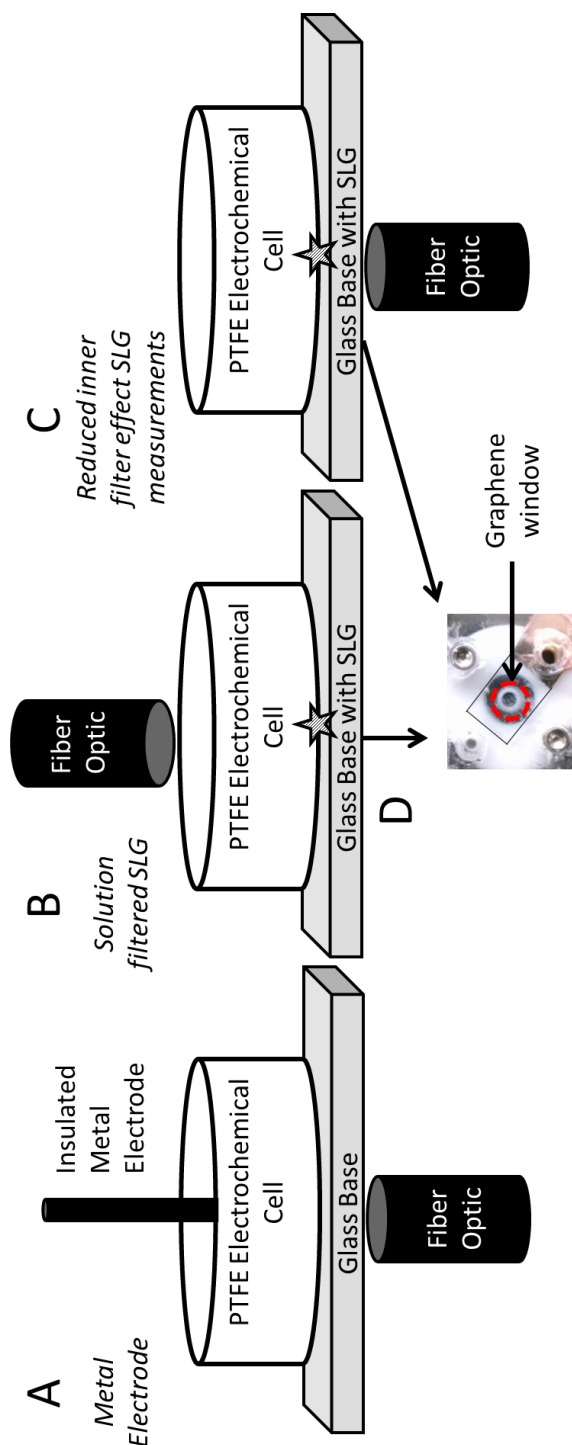 A
Metal
Electrode
Insulated
Metal
Electrode
PTFE Electrochemical
Cell
Glass Base
Fiber
Optic
B
Solution
filtered SLG
Fiber
Optic
PTFE Electrochemical
Cell
Glass Base with SLG
C
Reduced inner
filter effect SLG
measurements
PTFE Electrochemical
Cell
Glass Base with SLG
Fiber
Optic
D
Graphene
window